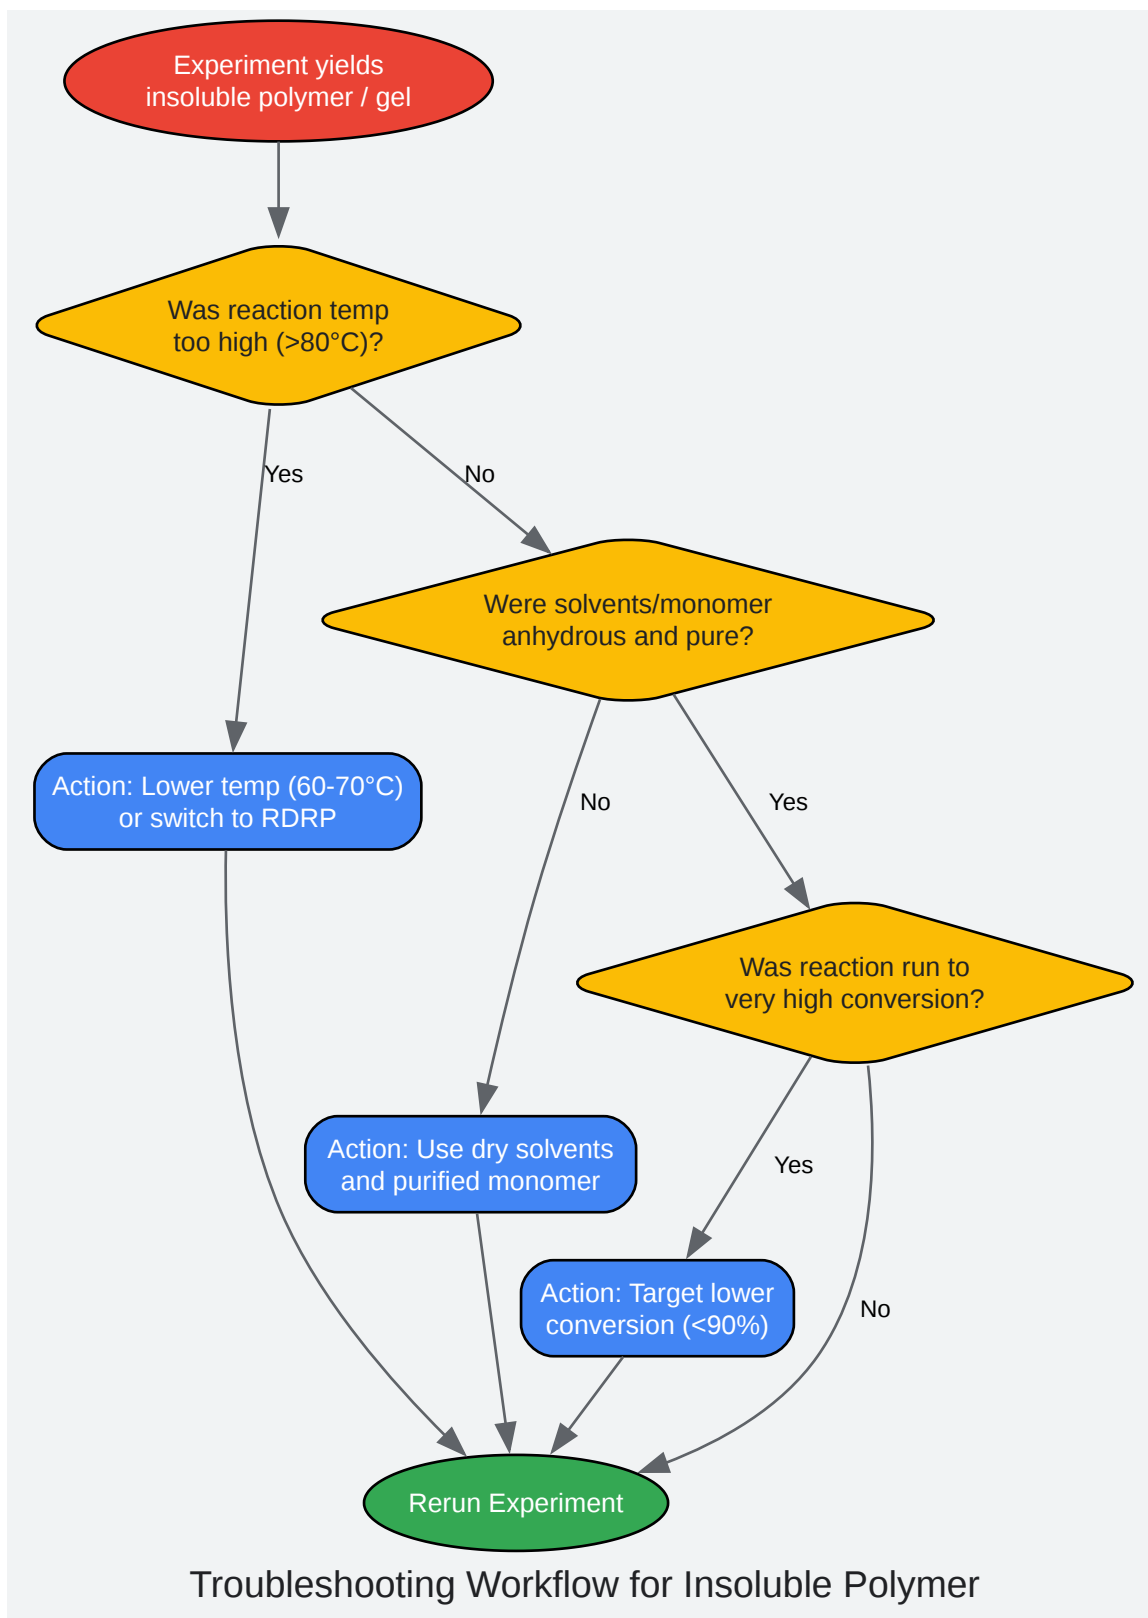 Experiment yields
insoluble polymer / gel
Was reaction temp
too high (>80°C)?
Yes
No
Were solvents/monomer
anhydrous and pure?
Action: Lower temp (60-70°C)
or switch to RDRP
No
Yes
Was reaction run to
very high conversion?
Action: Use dry solvents
and purified monomer
Yes
Action: Target lower
conversion (<90%)
No
Rerun Experiment
Troubleshooting Workflow for Insoluble Polymer